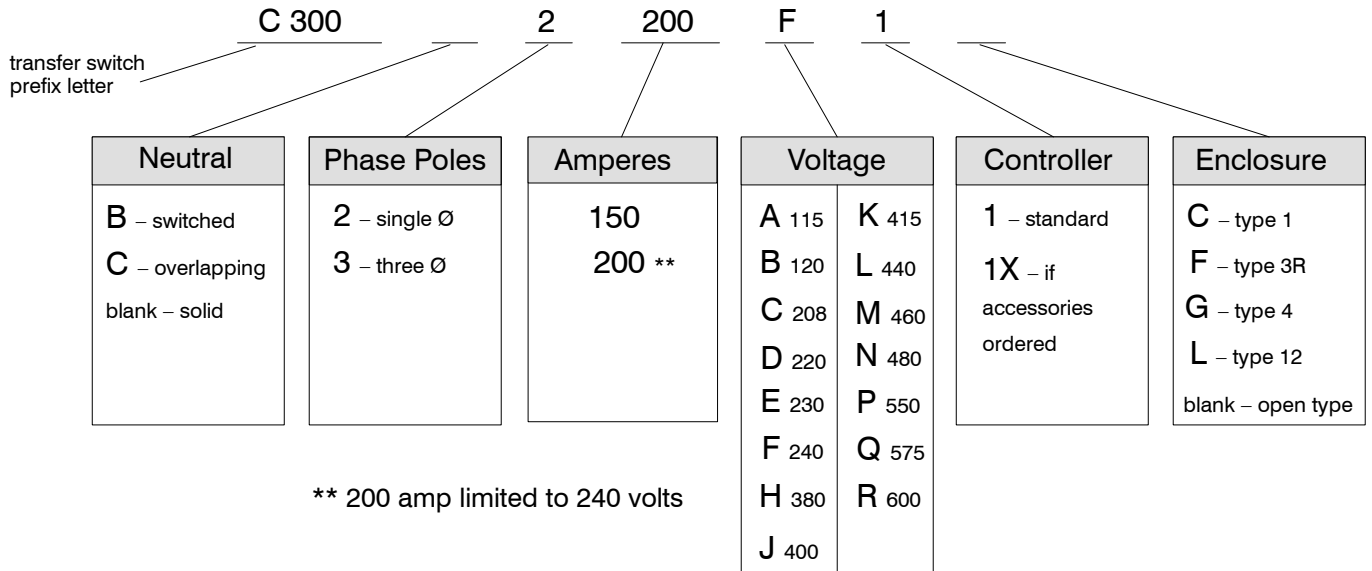 C 300 2 200 F 1
transfer switch
prefix letter
Neutral
B – switched
C – overlapping
blank – solid
Phase Poles
2 – single Ø
3 – three Ø
Amperes
150
200 **
Voltage
A 115
B 120
C 208
D 220
E 230
F 240
H 380
J 400
K 415
L 440
M 460
N 480
P 550
Q 575
R 600
Controller
1 – standard
1X – if
accessories
ordered
Enclosure
C – type 1
F – type 3R
G – type 4
L – type 12
blank – open type
** 200 amp limited to 240 volts